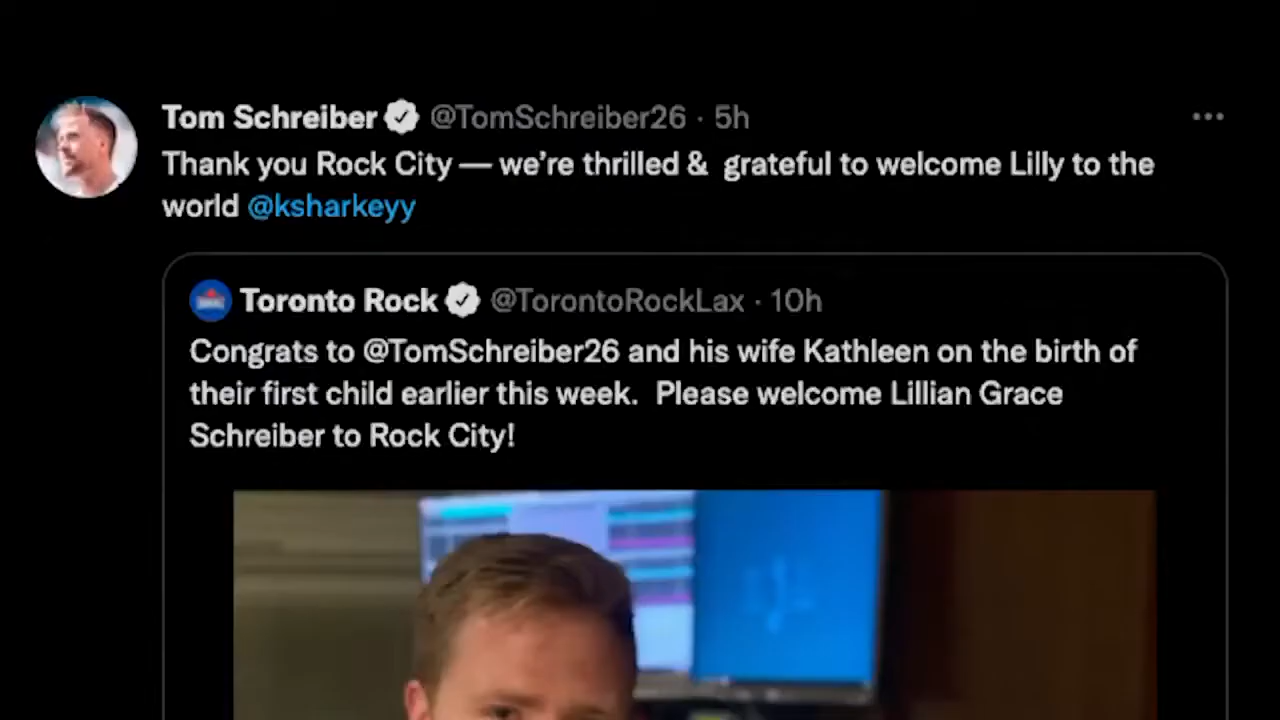 Tom Schreiber @TomSchreiber26 · 5h
Thank you Rock City — we're thrilled &  grateful to welcome Lilly to the
world @ksharkeyy
Toronto Rock @TorontoRockLax · 10h
Congrats to @TomSchreiber26 and his wife Kathleen on the birth of
their first child earlier this week.  Please welcome Lillian Grace
Schreiber to Rock City!